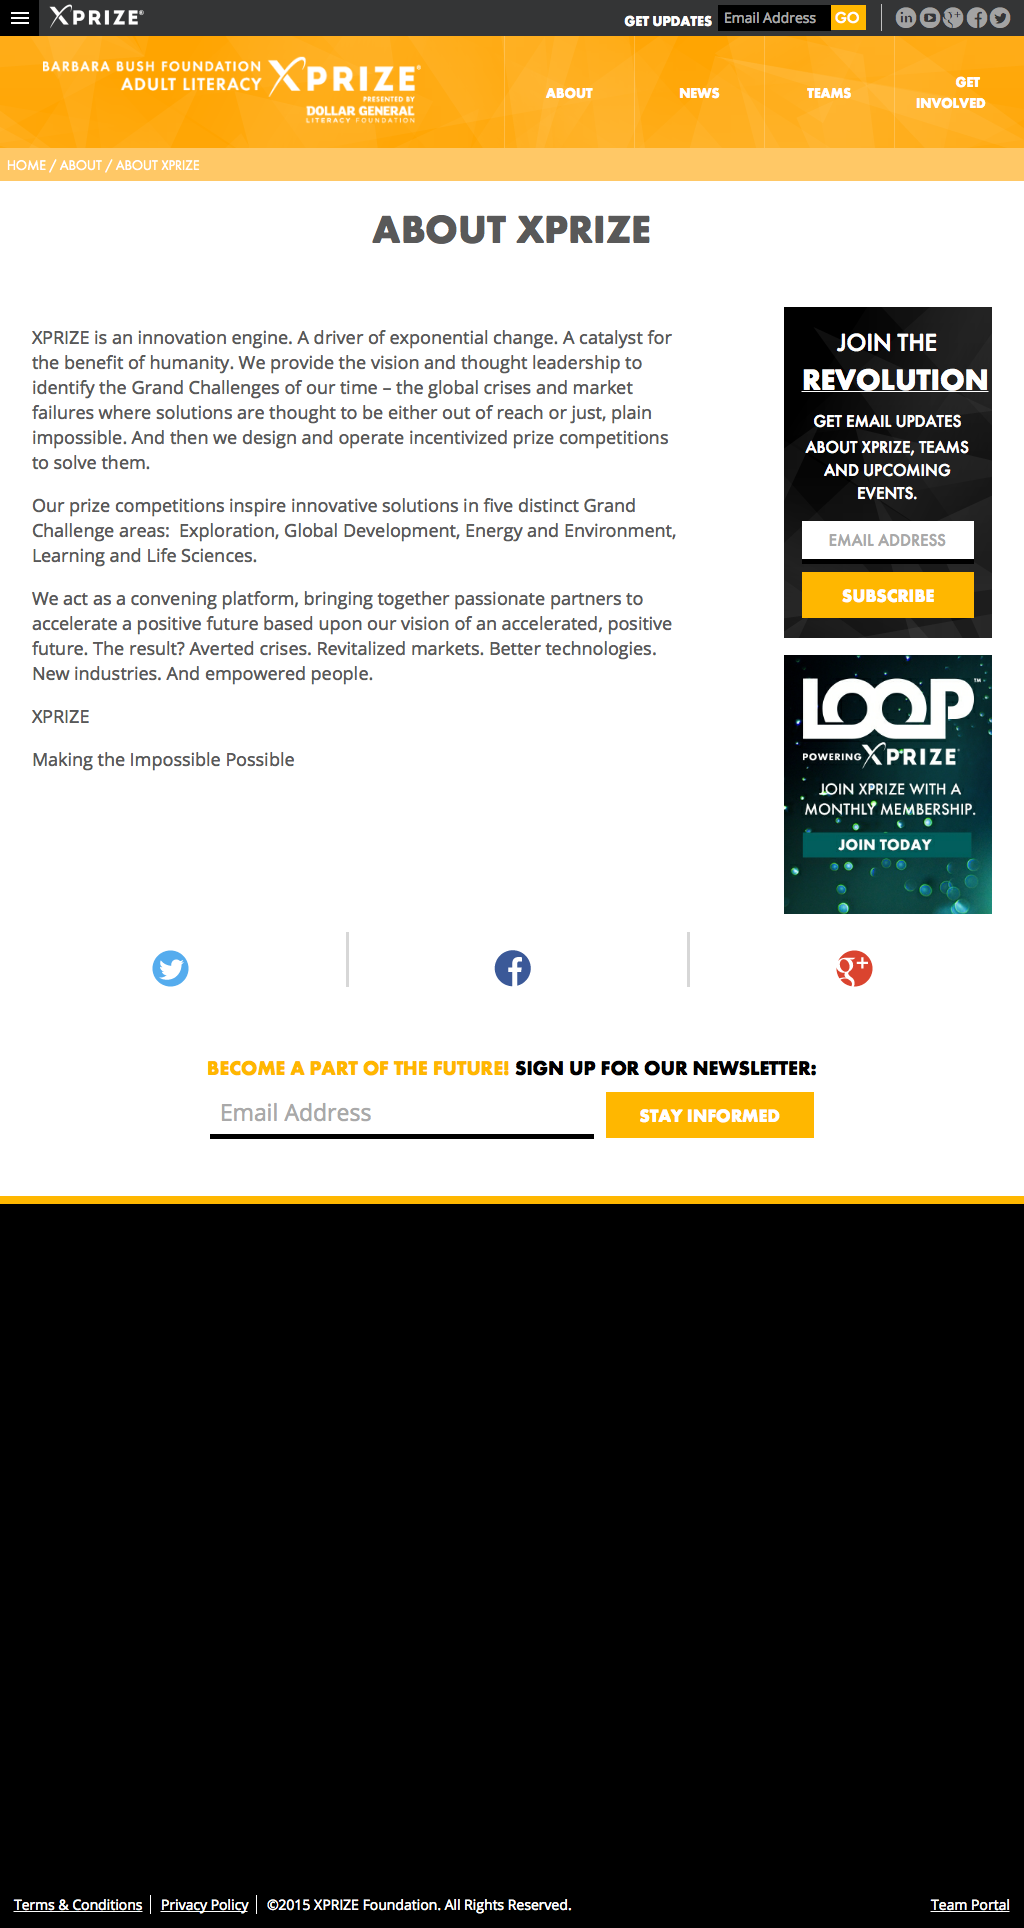 XPRIZE®
GET UPDATES Email Address GO
BARBARA BUSH FOUNDATION
ADULT LITERACY XPRIZE®
PRESENTED BY
DOLLAR GENERAL
LITERACY FOUNDATION
ABOUT
NEWS
TEAMS
GET
INVOLVED
HOME / ABOUT / ABOUT XPRIZE
ABOUT XPRIZE
XPRIZE is an innovation engine. A driver of exponential change. A catalyst for
the benefit of humanity. We provide the vision and thought leadership to
identify the Grand Challenges of our time – the global crises and market
failures where solutions are thought to be either out of reach or just, plain
impossible. And then we design and operate incentivized prize competitions
to solve them.
Our prize competitions inspire innovative solutions in five distinct Grand
Challenge areas:  Exploration, Global Development, Energy and Environment,
Learning and Life Sciences.
We act as a convening platform, bringing together passionate partners to
accelerate a positive future based upon our vision of an accelerated, positive
future. The result? Averted crises. Revitalized markets. Better technologies.
New industries. And empowered people.
XPRIZE
Making the Impossible Possible
JOIN THE
REVOLUTION
GET EMAIL UPDATES
ABOUT XPRIZE, TEAMS
AND UPCOMING
EVENTS.
EMAIL ADDRESS
SUBSCRIBE
LOOP™
POWERING XPRIZE
JOIN XPRIZE WITH A
MONTHLY MEMBERSHIP.
JOIN TODAY
BECOME A PART OF THE FUTURE! SIGN UP FOR OUR NEWSLETTER:
Email Address
STAY INFORMED
Terms & Conditions Privacy Policy ©2015 XPRIZE Foundation. All Rights Reserved. Team Portal